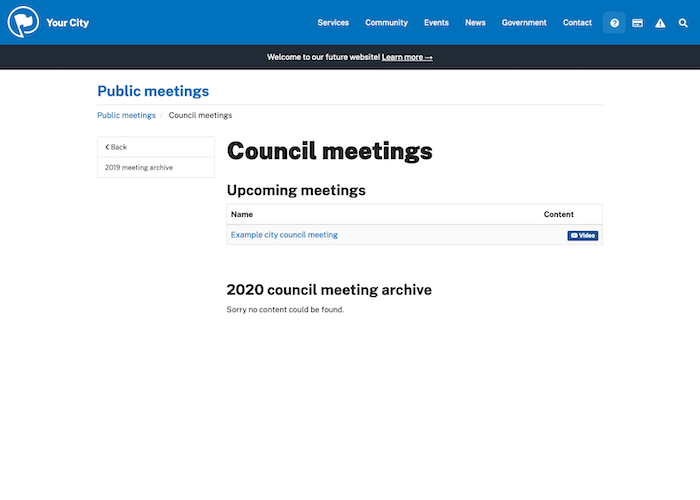 Your City
Services Community Events News Government Contact
Welcome to our future website! Learn more →
Public meetings
Public meetings / Council meetings
Back
2019 meeting archive
Council meetings
Upcoming meetings
Name Content
Example city council meeting Video
2020 council meeting archive
Sorry no content could be found.